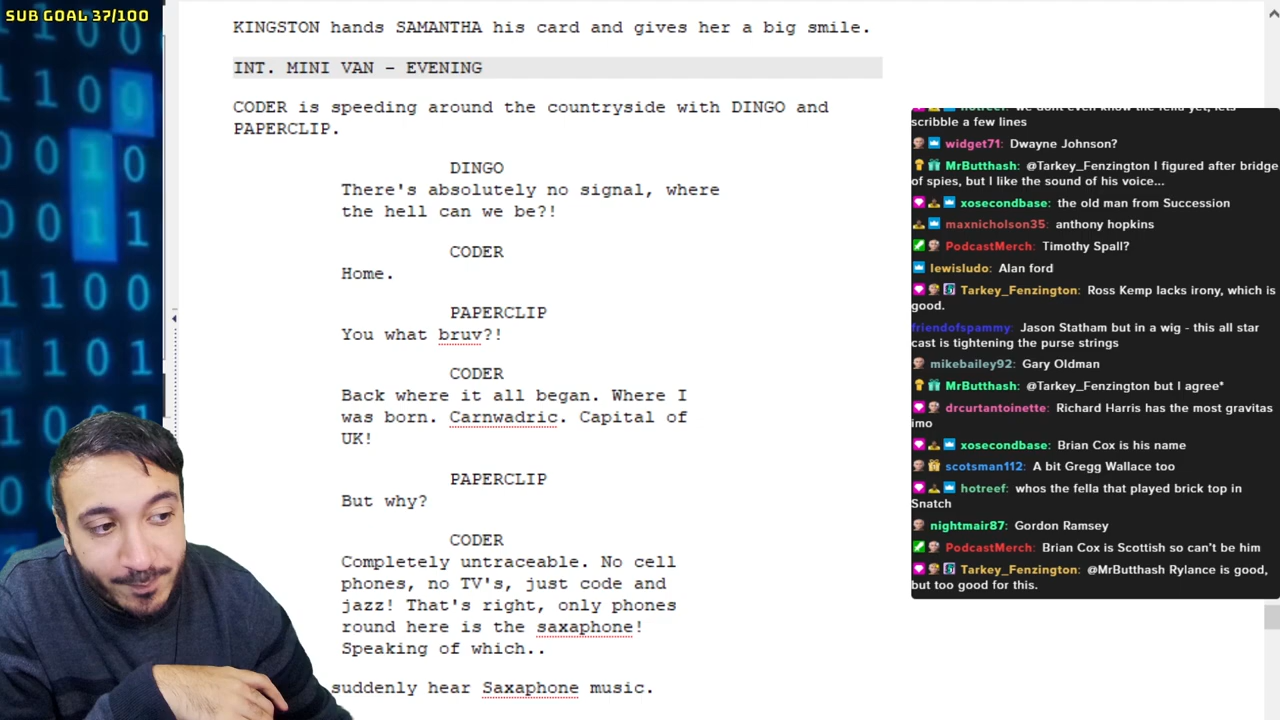 SUB GOAL 37/100
KINGSTON hands SAMANTHA his card and gives her a big smile.
INT. MINI VAN - EVENING
CODER is speeding around the countryside with DINGO and
PAPERCLIP.
DINGO
There's absolutely no signal, where
the hell can we be?!
CODER
Home.
PAPERCLIP
You what bruv?!
CODER
Back where it all began. Where I
was born. Carnwadric. Capital of
UK!
PAPERCLIP
But why?
CODER
Completely untraceable. No cell
phones, no TV's, just code and
jazz! That's right, only phones
round here is the saxaphone!
Speaking of which..
suddenly hear Saxaphone music.
hotreef: we dont even know the fella yet, lets
scribble a few lines
widget71: Dwayne Johnson?
MrButthash: @Tarkey_Fenzington I figured after bridge
of spies, but I like the sound of his voice...
xosecondbase: the old man from Succession
maxnicholson35: anthony hopkins
PodcastMerch: Timothy Spall?
lewisludo: Alan ford
Tarkey_Fenzington: Ross Kemp lacks irony, which is
good.
friendofspammy: Jason Statham but in a wig - this all star
cast is tightening the purse strings
mikebailey92: Gary Oldman
MrButthash: @Tarkey_Fenzington but I agree*
drcurtantoinette: Richard Harris has the most gravitas
imo
xosecondbase: Brian Cox is his name
scotsman112: A bit Gregg Wallace too
hotreef: whos the fella that played brick top in
Snatch
nightmair87: Gordon Ramsey
PodcastMerch: Brian Cox is Scottish so can't be him
Tarkey_Fenzington: @MrButthash Rylance is good,
but too good for this.